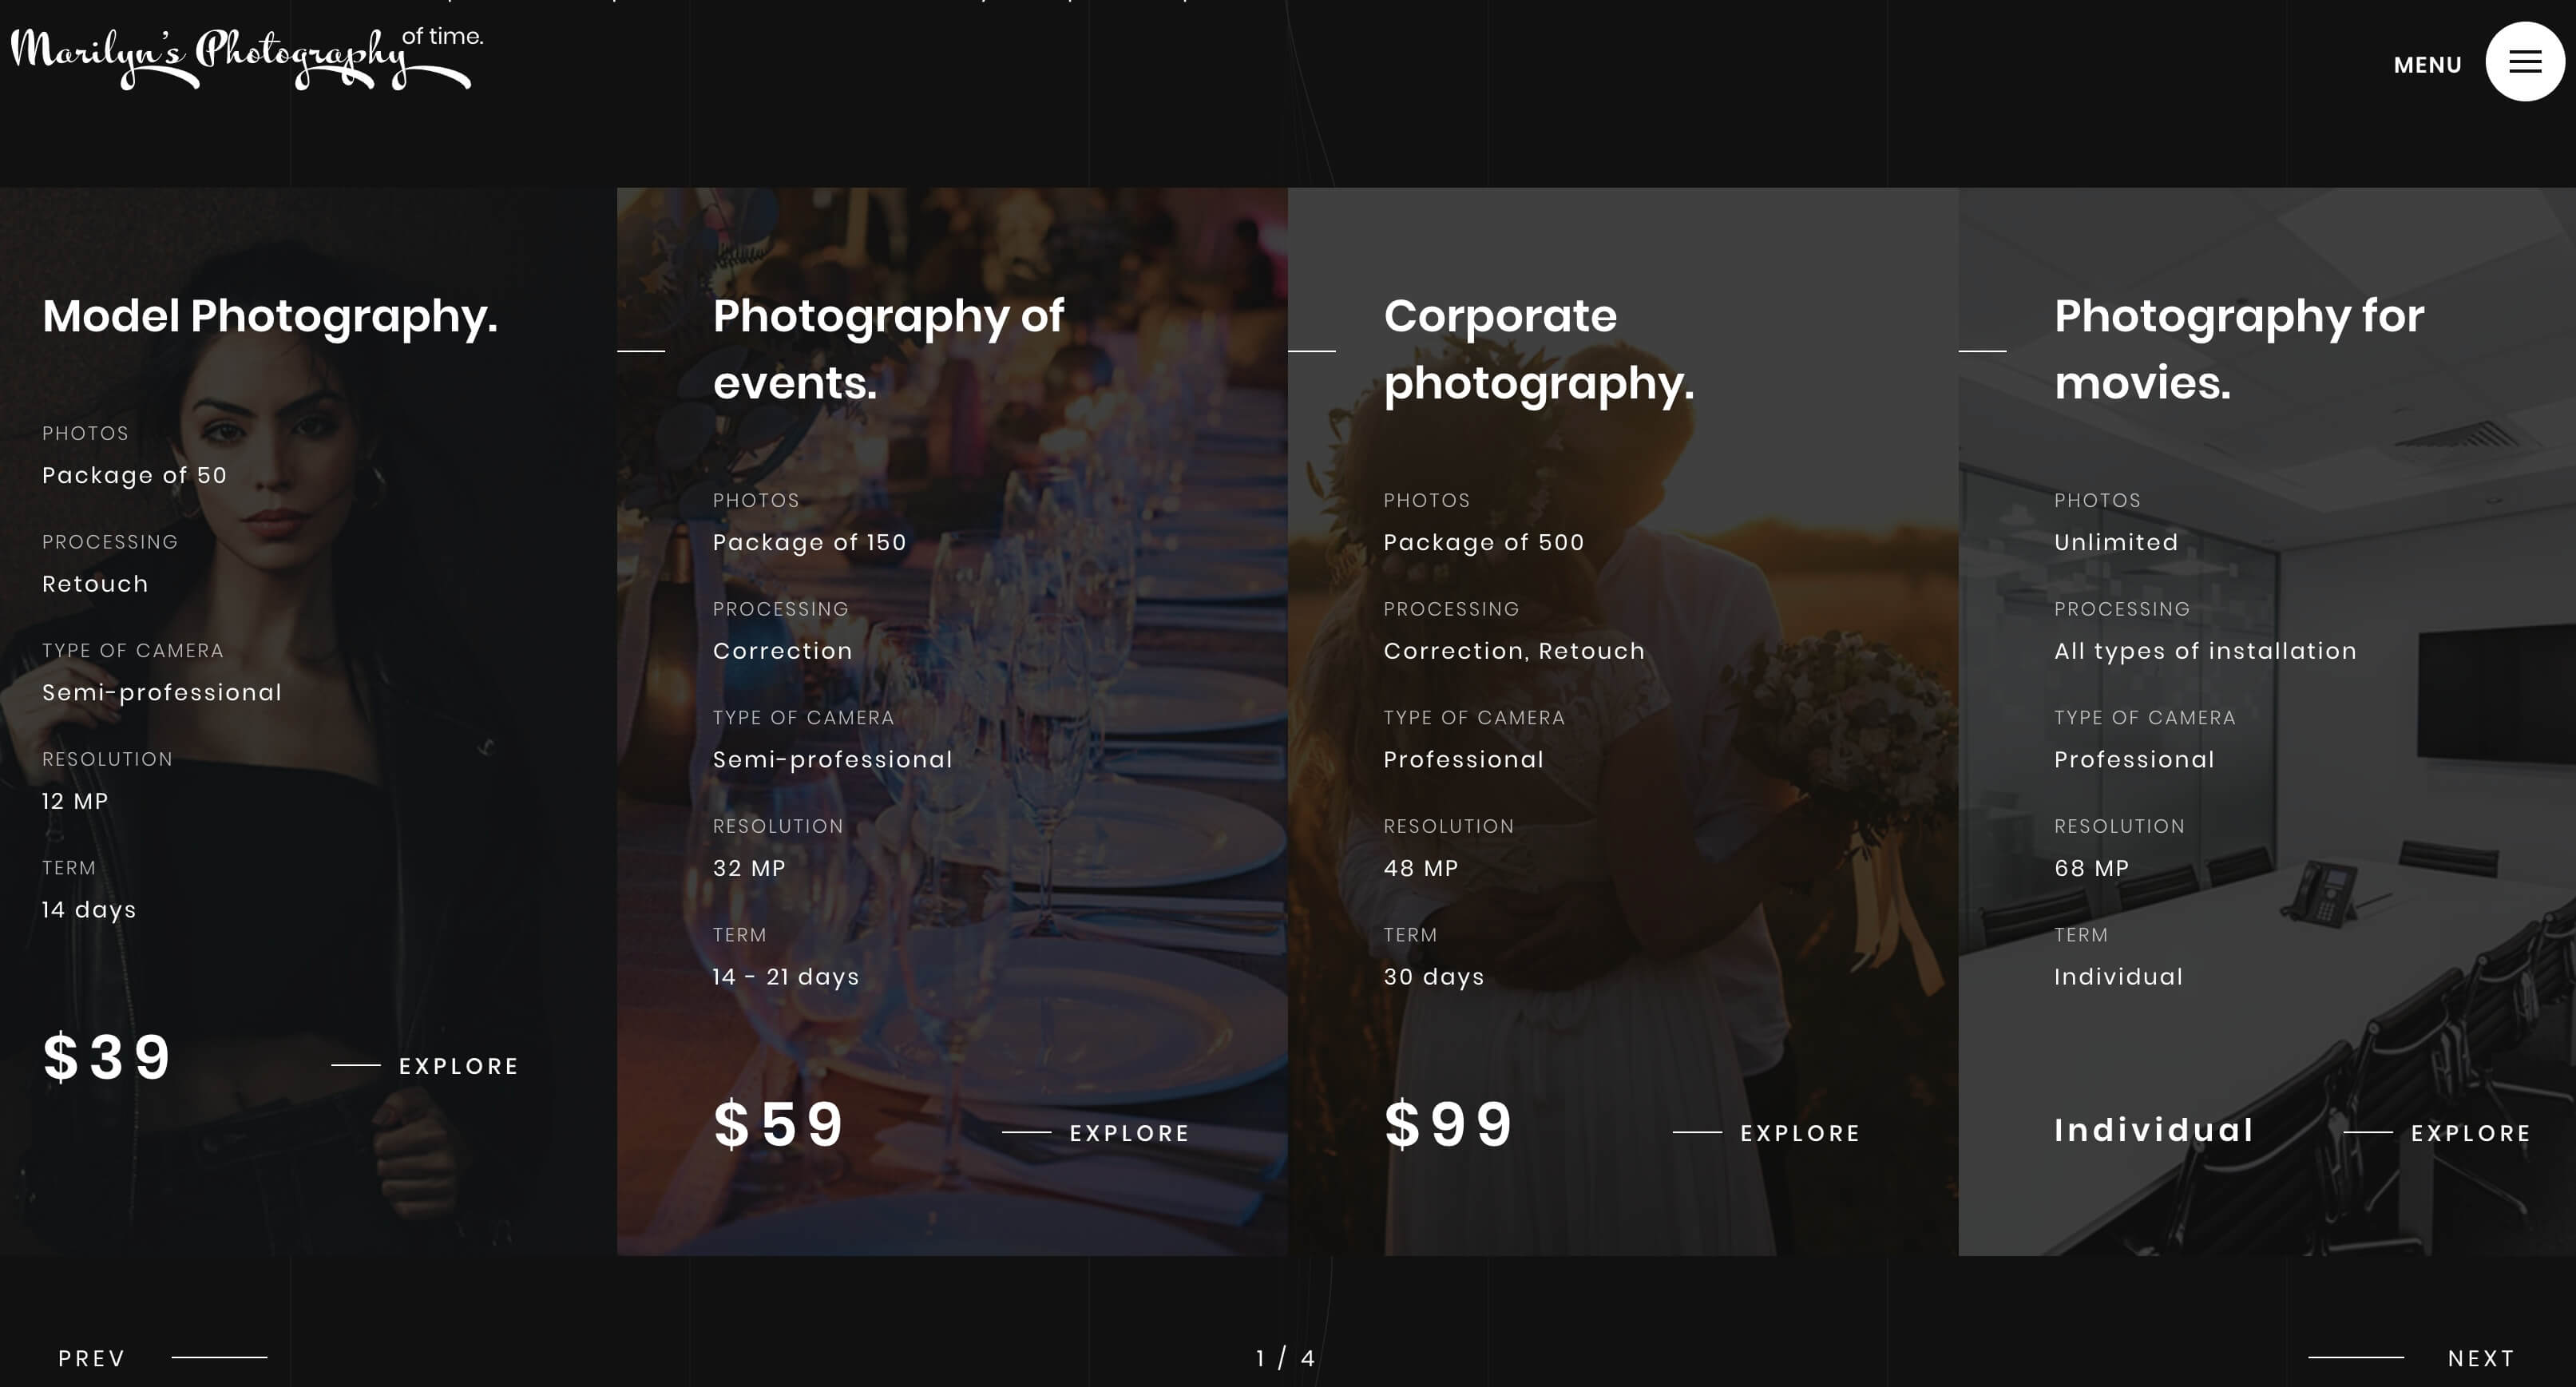 Marilyn's Photography
of time.
MENU
Model Photography.
PHOTOS
Package of 50
PROCESSING
Retouch
TYPE OF CAMERA
Semi-professional
RESOLUTION
12 MP
TERM
14 days
$39
EXPLORE
Photography of
events.
PHOTOS
Package of 150
PROCESSING
Correction
TYPE OF CAMERA
Semi-professional
RESOLUTION
32 MP
TERM
14 - 21 days
$59
EXPLORE
Corporate
photography.
PHOTOS
Package of 500
PROCESSING
Correction, Retouch
TYPE OF CAMERA
Professional
RESOLUTION
48 MP
TERM
30 days
$99
EXPLORE
Photography for
movies.
PHOTOS
Unlimited
PROCESSING
All types of installation
TYPE OF CAMERA
Professional
RESOLUTION
68 MP
TERM
Individual
Individual
EXPLORE
PREV
1 / 4
NEXT